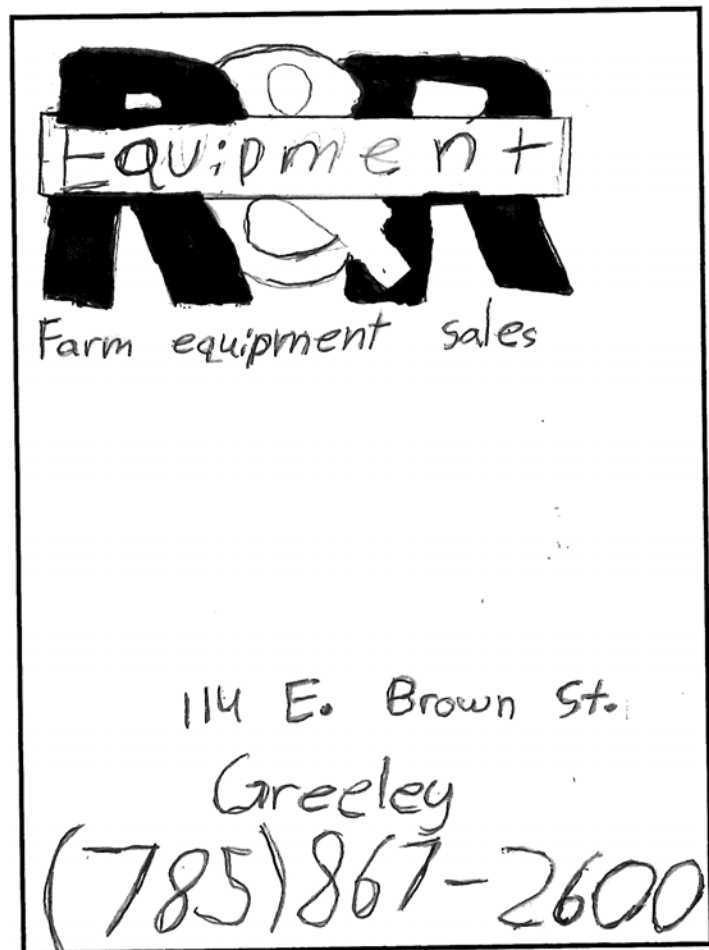 R&R
Equipment
Farm equipment sales
114 E. Brown St.
Greeley
(785)867-2600